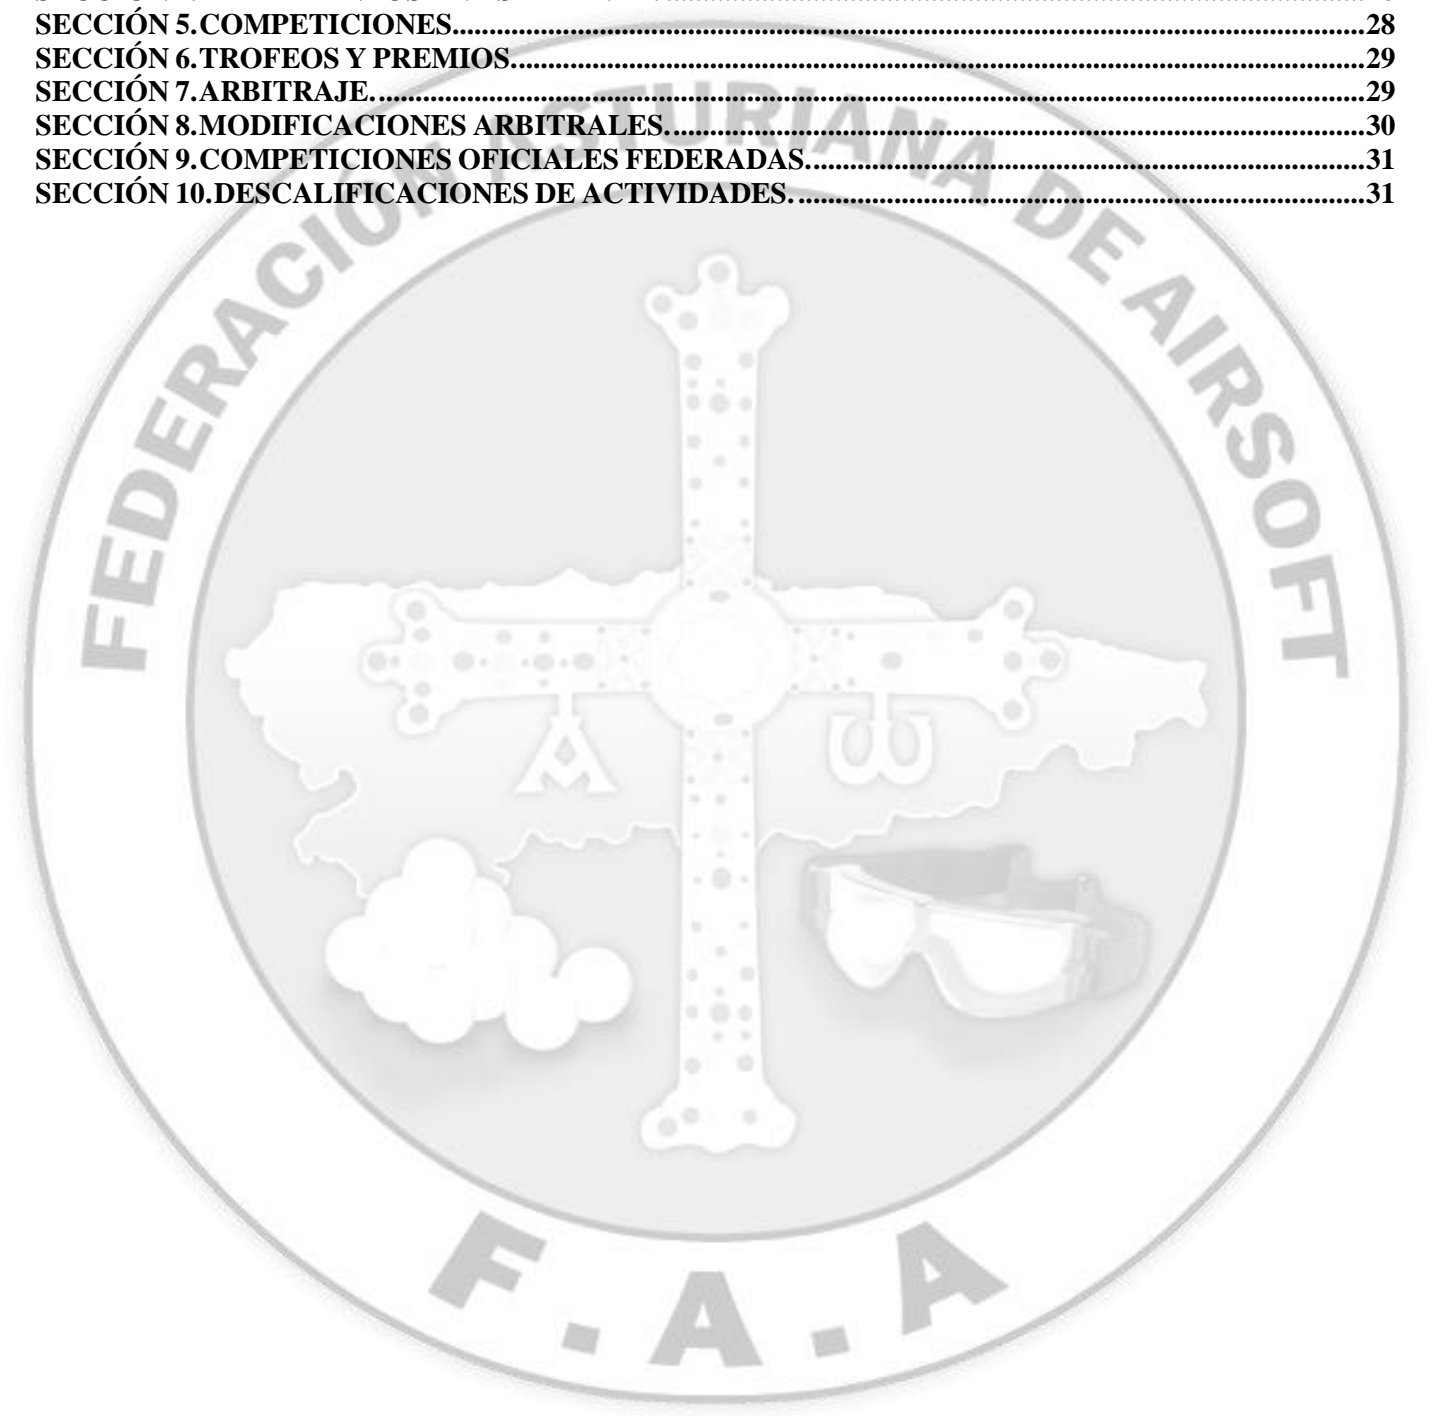 SECCIÓN 5.COMPETICIONES.......................................................28
SECCIÓN 6.TROFEOS Y PREMIOS.......................................................29
SECCIÓN 7.ARBITRAJE.......................................................29
SECCIÓN 8.MODIFICACIONES ARBITRALES.......................................................30
SECCIÓN 9.COMPETICIONES OFICIALES FEDERADAS.......................................................31
SECCIÓN 10.DESCALIFICACIONES DE ACTIVIDADES. .......................................................31
FEDERACIÓN ASTURIANA DE AIRSOFT
A ω
F.A.A